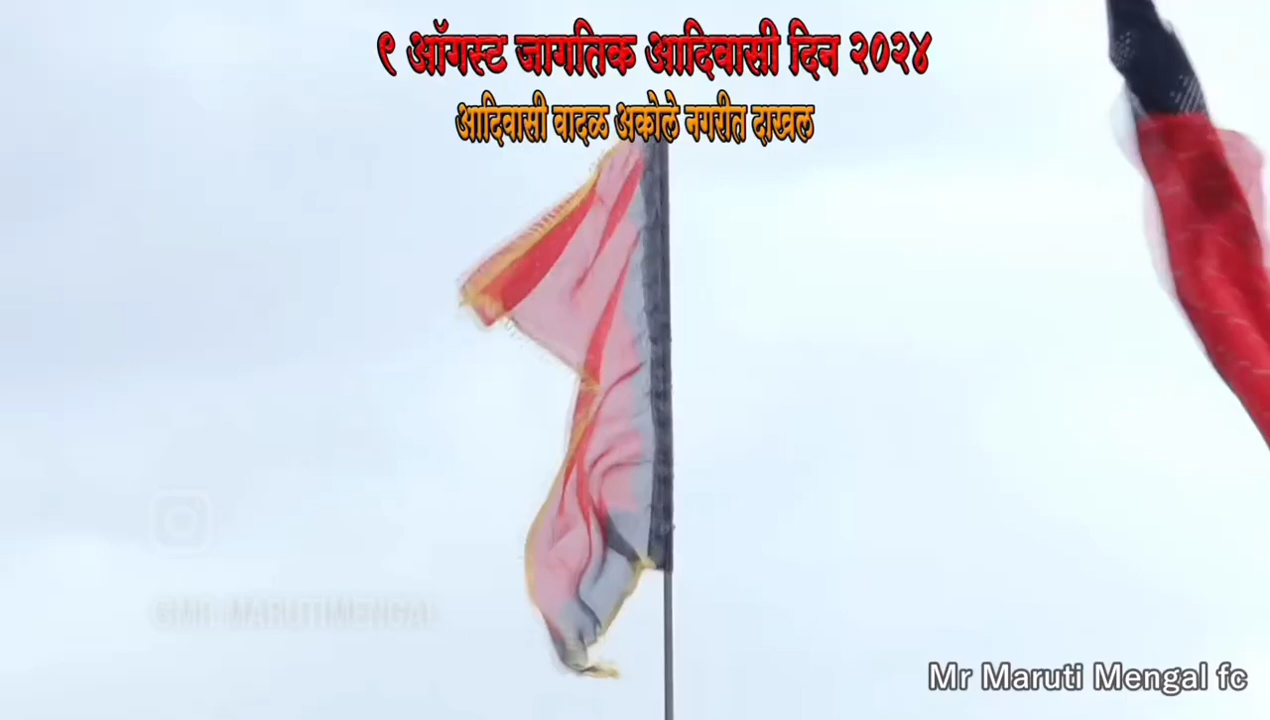 ९ ऑगस्ट जागतिक आदिवासी दिन २०२४
आदिवासी वादळ अकोले नगरीत दाखल
Mr Maruti Mengal fc